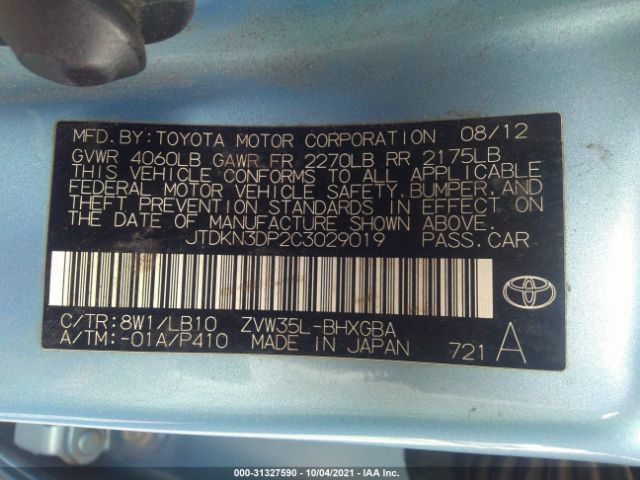 MFD. BY: TOYOTA MOTOR CORPORATION 08/12
GVWR 4060LB GAWR FR 2270LB RR 2175LB
THIS VEHICLE CONFORMS TO ALL APPLICABLE
FEDERAL MOTOR VEHICLE SAFETY, BUMPER, AND
THEFT PREVENTION STANDARDS IN EFFECT ON
THE DATE OF MANUFACTURE SHOWN ABOVE.
JTDKN3DP2C3029019 PASS. CAR
C/TR: 8W1/LB10 ZVW35L-BHXGBA
A/TM: -01A/P410 MADE IN JAPAN 721 A
000-31327590 - 10/04/2021 - IAA Inc.